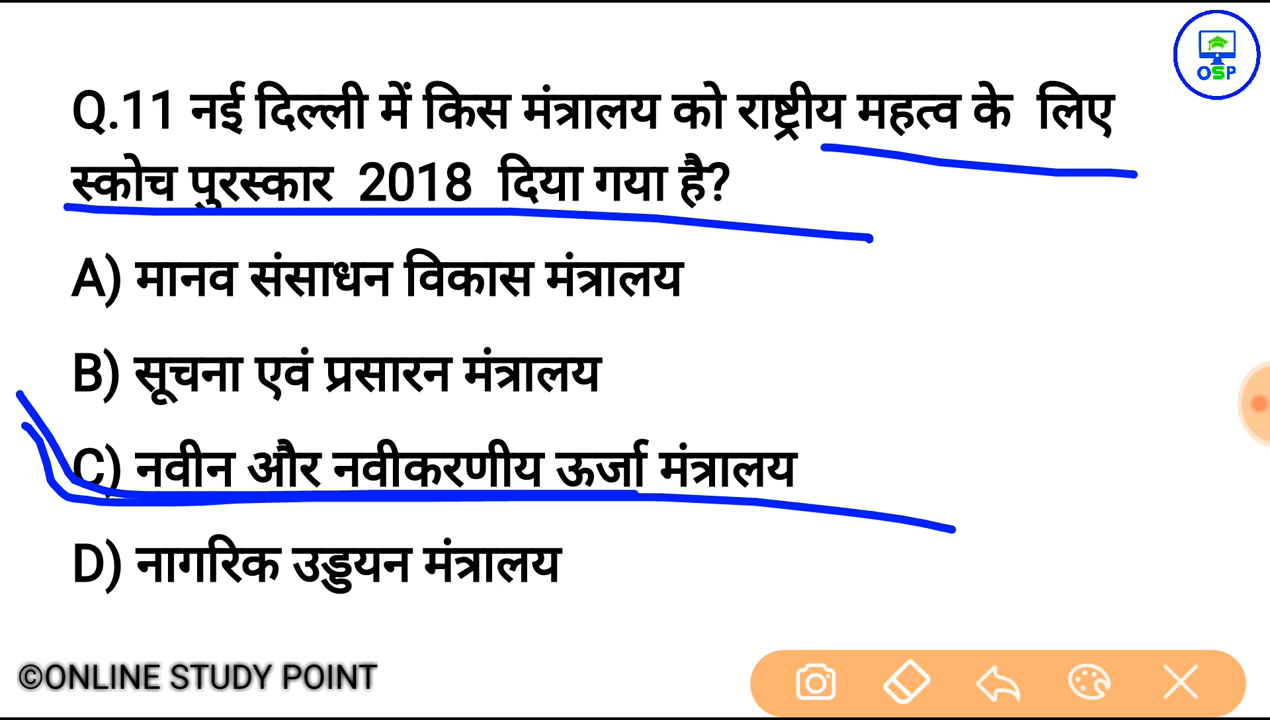 OSP
Q.11 नई दिल्ली में किस मंत्रालय को राष्ट्रीय महत्व के लिए
स्कोच पुरस्कार 2018 दिया गया है?
A) मानव संसाधन विकास मंत्रालय
B) सूचना एवं प्रसारन मंत्रालय
C) नवीन और नवीकरणीय ऊर्जा मंत्रालय
D) नागरिक उड्डयन मंत्रालय
©ONLINE STUDY POINT